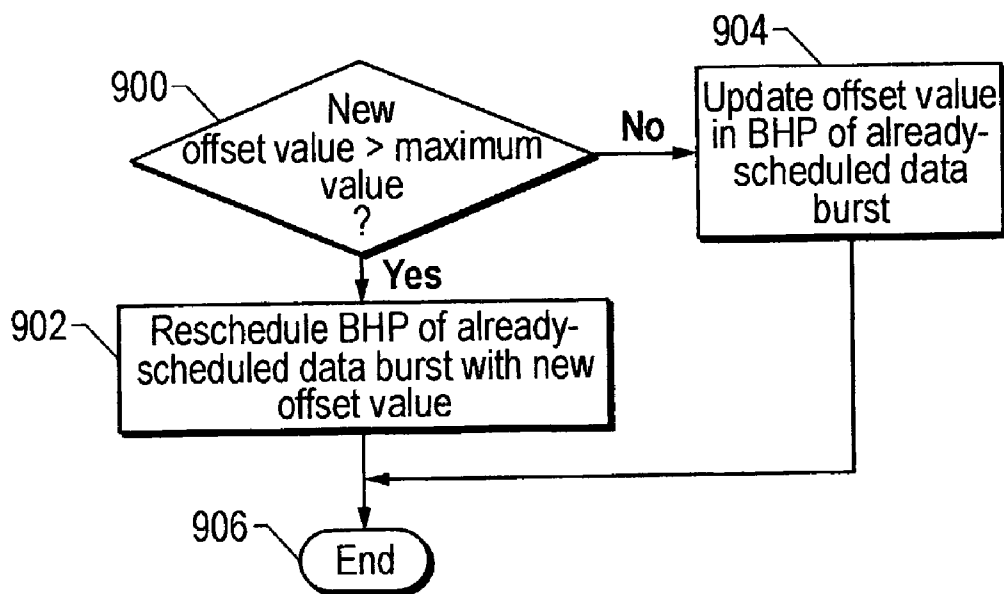 900
New
offset value > maximum
value
?
No
904
Update offset value
in BHP of already-
scheduled data
burst
Yes
902
Reschedule BHP of already-
scheduled data burst with new
offset value
906
End